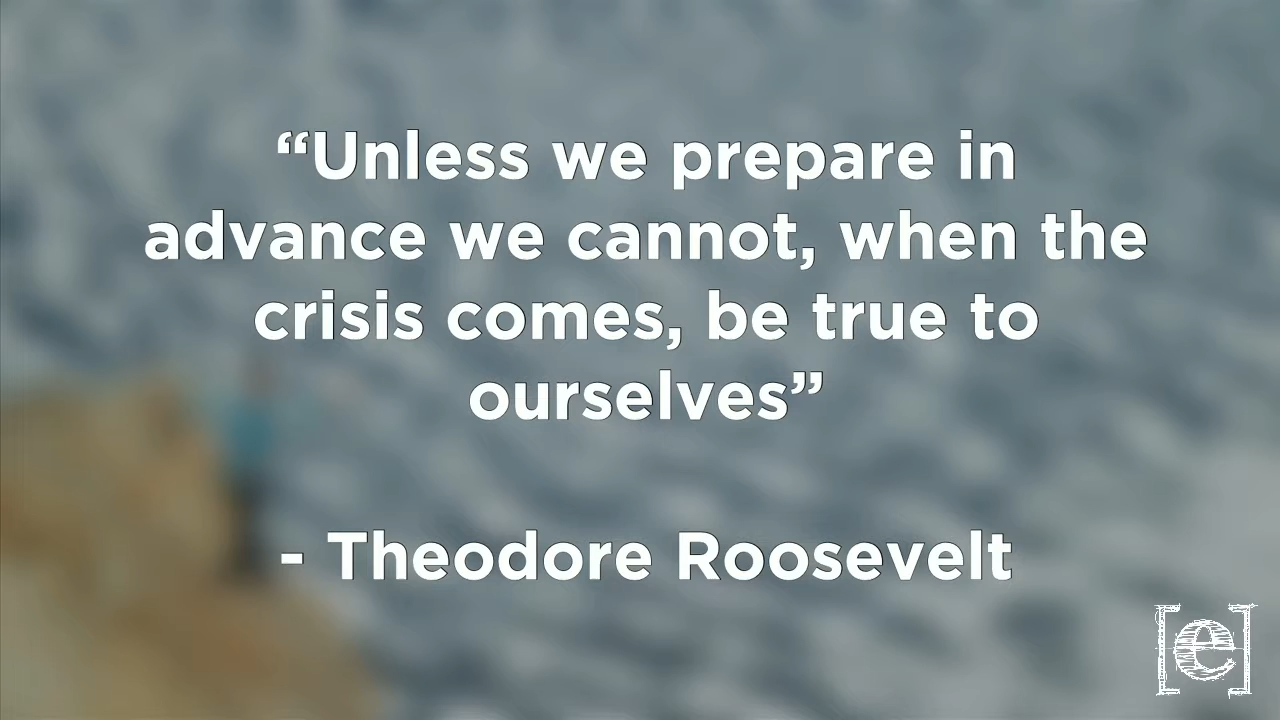 “Unless we prepare in
advance we cannot, when the
crisis comes, be true to
ourselves”
- Theodore Roosevelt
[e]